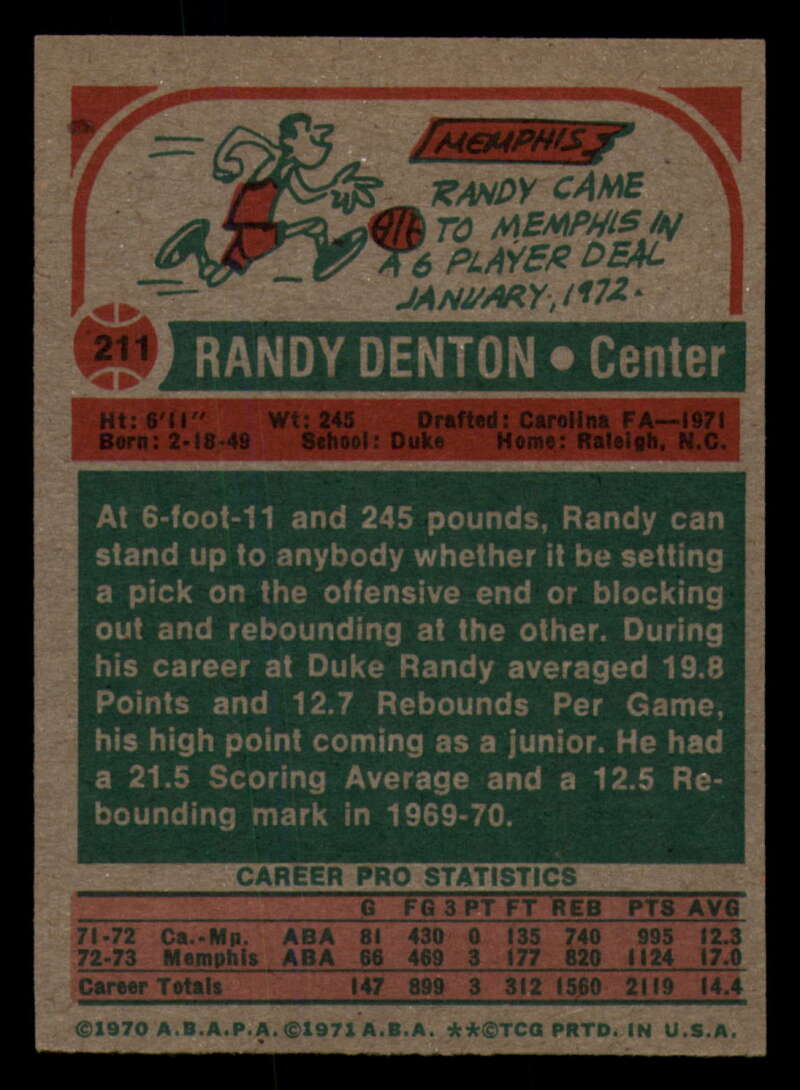 MEMPHIS
RANDY CAME
TO MEMPHIS IN
A 6 PLAYER DEAL
JANUARY, 1972.
211 RANDY DENTON • Center
Ht: 6'11" Wt: 245 Drafted: Carolina FA—1971
Born: 2-18-49 School: Duke Home: Raleigh, N.C.
At 6-foot-11 and 245 pounds, Randy can
stand up to anybody whether it be setting
a pick on the offensive end or blocking
out and rebounding at the other. During
his career at Duke Randy averaged 19.8
Points and 12.7 Rebounds Per Game,
his high point coming as a junior. He had
a 21.5 Scoring Average and a 12.5 Re-
bounding mark in 1969-70.
CAREER PRO STATISTICS
G FG 3 PT FT REB PTS AVG
71-72 Ca.-Mp. ABA 81 430 0 135 740 995 12.3
72-73 Memphis ABA 66 469 3 177 820 1124 17.0
Career Totals 147 899 3 312 1560 2119 14.4
©1970 A.B.A.P.A. ©1971 A.B.A. **©TCG PRTD. IN U.S.A.